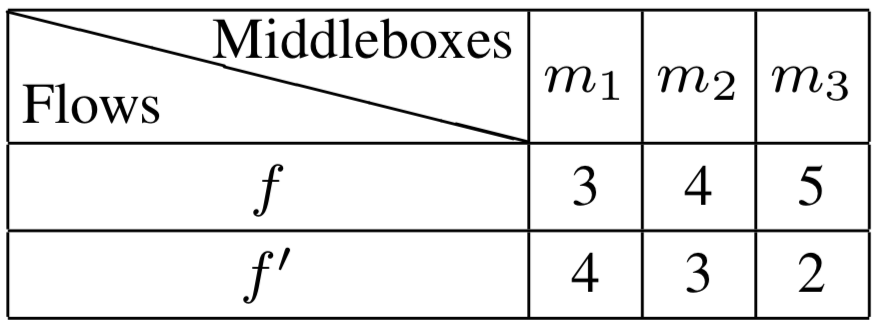 Middleboxes
Flows
m₁ m₂ m₃
f 3 4 5
f′ 4 3 2